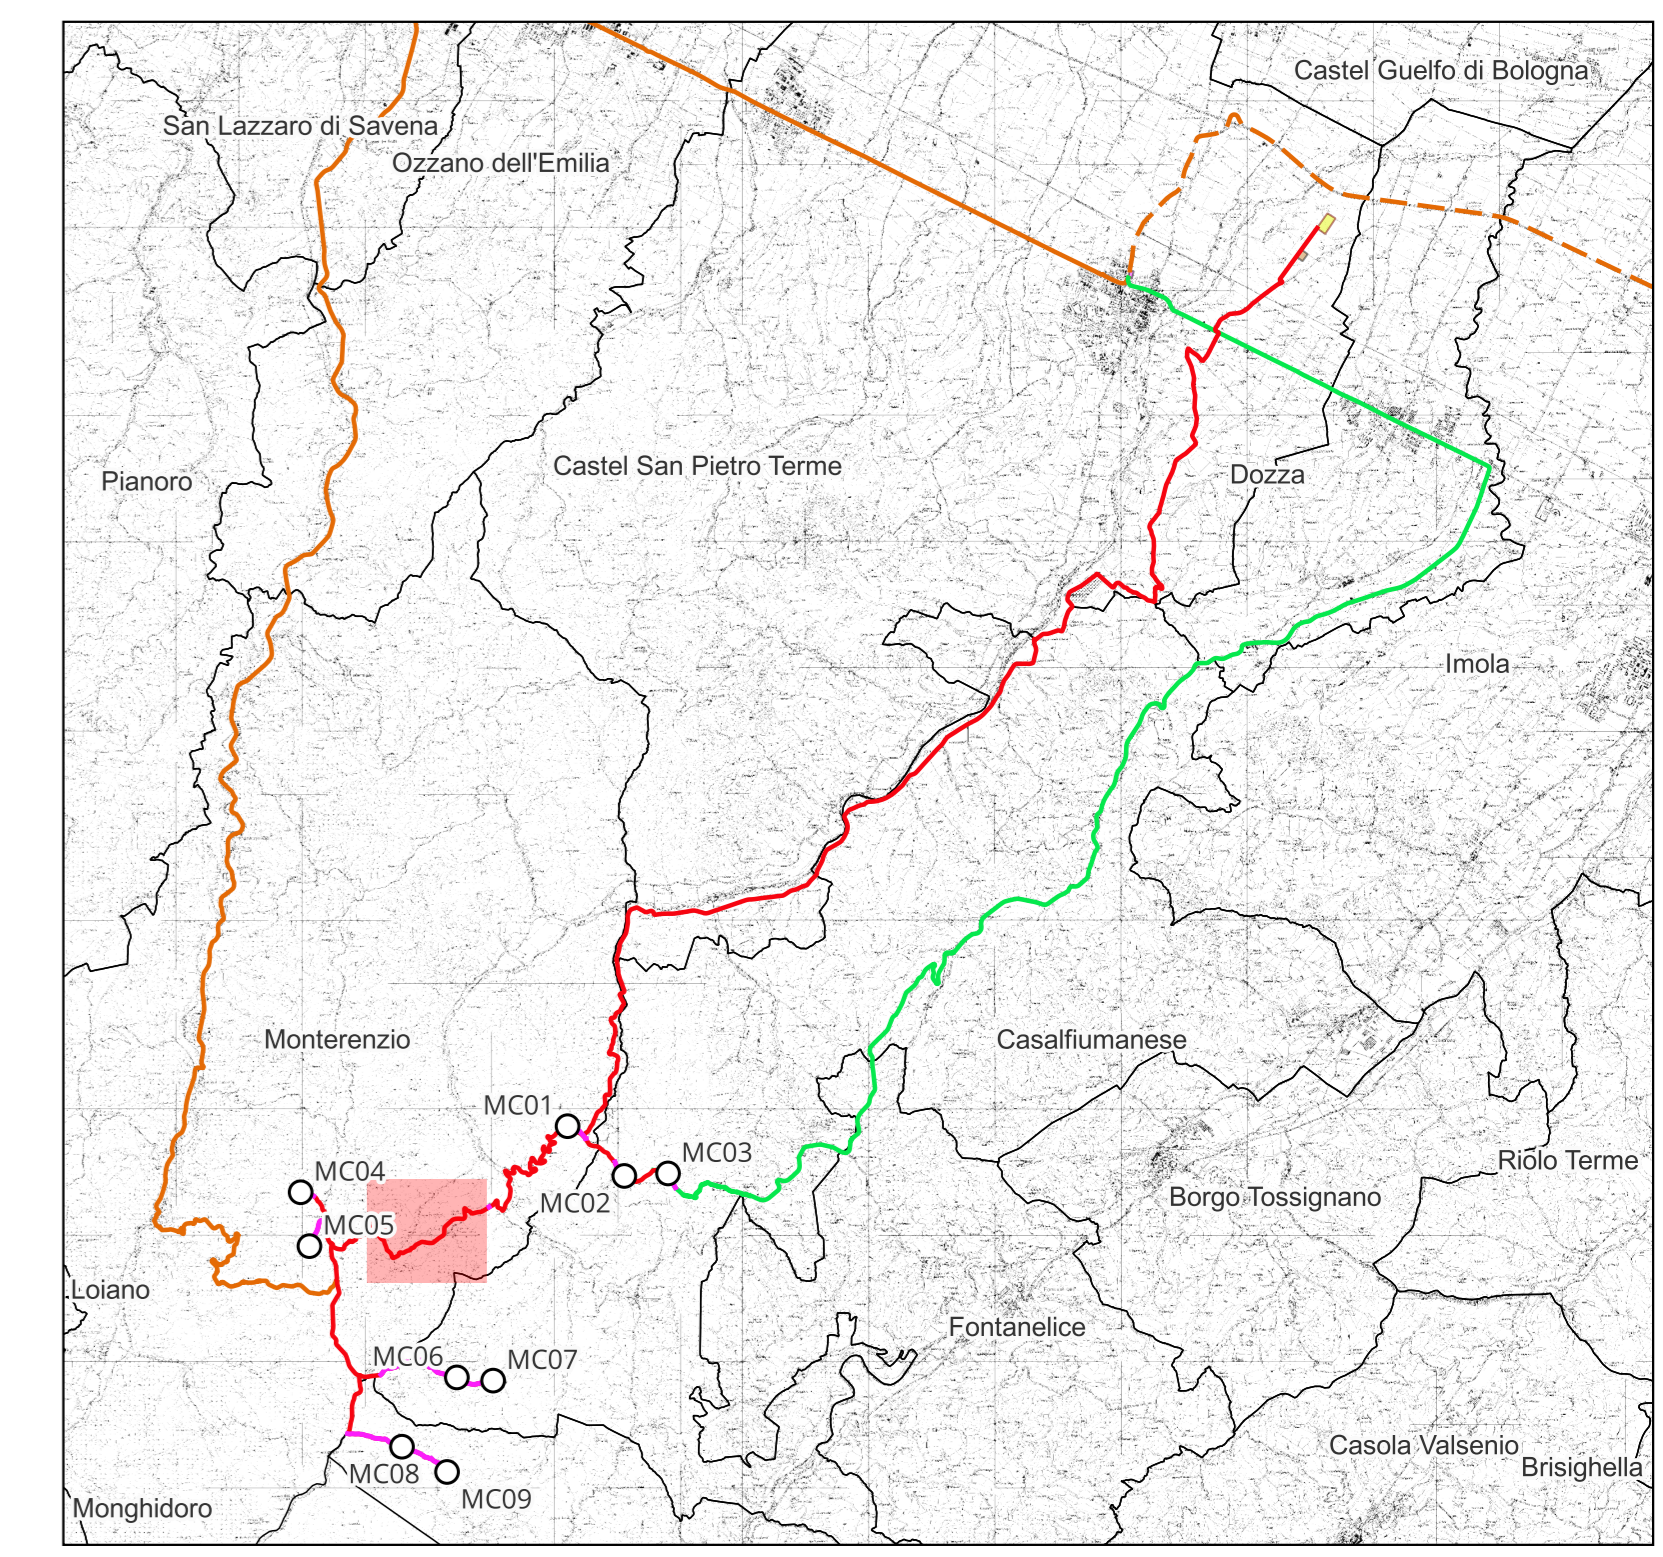 Castel Guelfo di Bologna
San Lazzaro di Savena
Ozzano dell'Emilia
Castel San Pietro Terme
Dozza
Pianoro
Imola
Monterenzio
Casalfiumanese
MC01
MC03
Riolo Terme
MC04
MC02
Borgo Tossignano
MC05
Loiano
Fontanelice
MC06
MC07
Casola Valsenio
Brisighella
MC08
MC09
Monghidoro